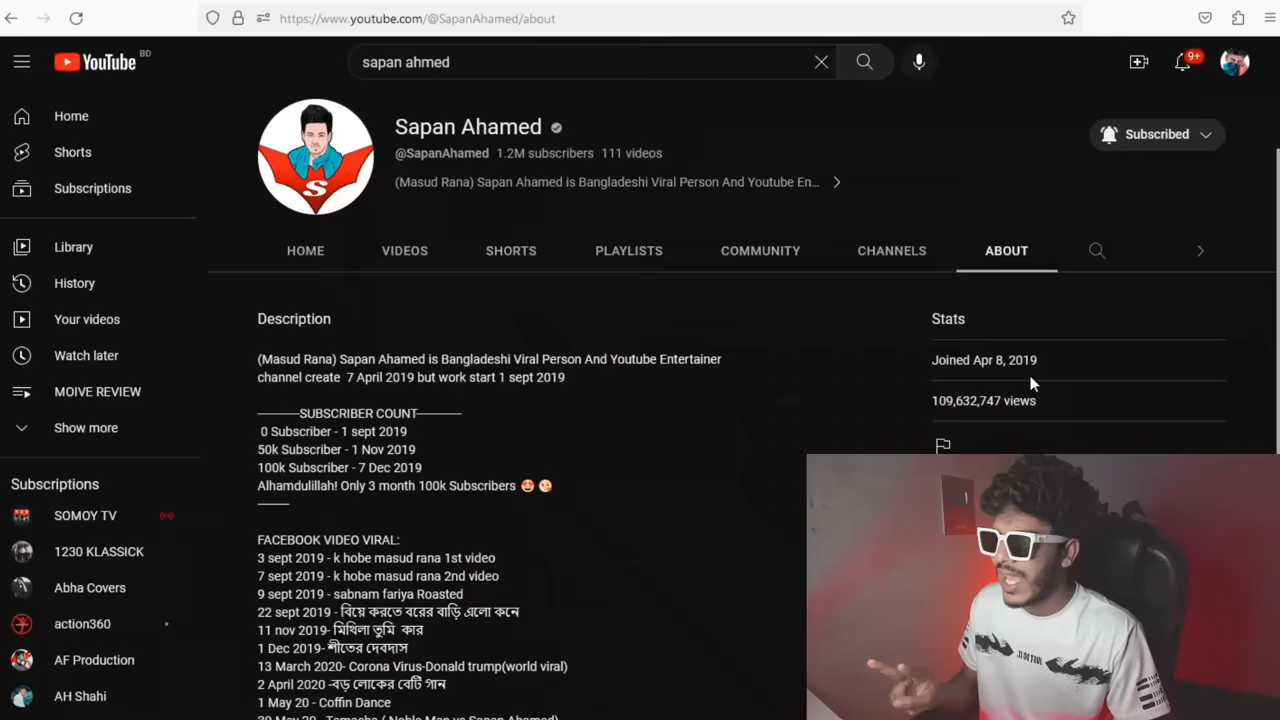 https://www.youtube.com/@SapanAhamed/about
YouTube BD
sapan ahmed
9+
Home
Shorts
Subscriptions
Library
History
Your videos
Watch later
MOIVE REVIEW
Show more
Subscriptions
SOMOY TV
1230 KLASSICK
Abha Covers
action360
AF Production
AH Shahi
Sapan Ahamed
@SapanAhamed 1.2M subscribers 111 videos
(Masud Rana) Sapan Ahamed is Bangladeshi Viral Person And Youtube En...
Subscribed
HOME VIDEOS SHORTS PLAYLISTS COMMUNITY CHANNELS ABOUT
Description
(Masud Rana) Sapan Ahamed is Bangladeshi Viral Person And Youtube Entertainer
channel create 7 April 2019 but work start 1 sept 2019
———SUBSCRIBER COUNT———
0 Subscriber - 1 sept 2019
50k Subscriber - 1 Nov 2019
100k Subscriber - 7 Dec 2019
Alhamdulillah! Only 3 month 100k Subscribers 🤩 🤪
——
FACEBOOK VIDEO VIRAL:
3 sept 2019 - k hobe masud rana 1st video
7 sept 2019 - k hobe masud rana 2nd video
9 sept 2019 - sabnam fariya Roasted
22 sept 2019 - বিয়ে করতে বরের বাড়ি এলো কনে
11 nov 2019- মিথিলা তুমি কার
1 Dec 2019- শীতের দেবদাস
13 March 2020- Corona Virus-Donald trump(world viral)
2 April 2020 -বড় লোকের বেটি গান
1 May 20 - Coffin Dance
30 May 20 - Tamasha ( Noble Man vs Sapan Ahamed)
Stats
Joined Apr 8, 2019
109,632,747 views
S